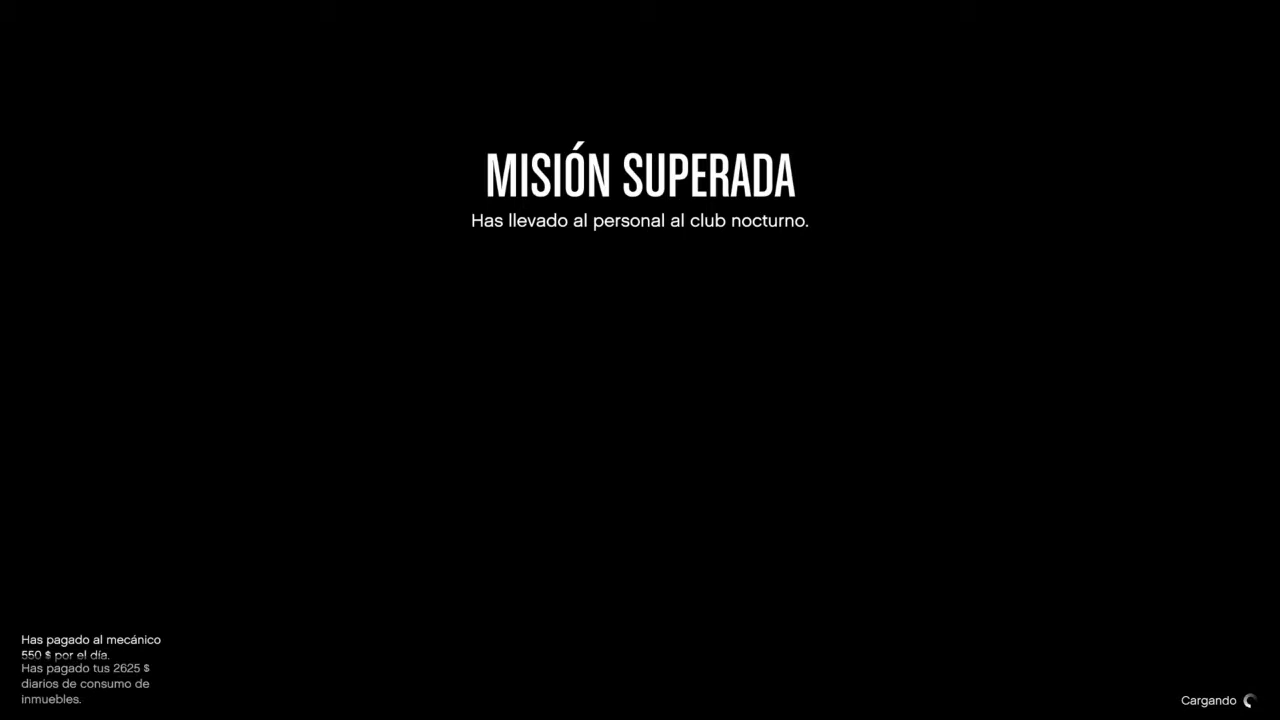 MISIÓN SUPERADA
Has llevado al personal al club nocturno.
Has pagado al mecánico
550 $ por el día.
Has pagado tus 2625 $
diarios de consumo de
inmuebles.
Cargando